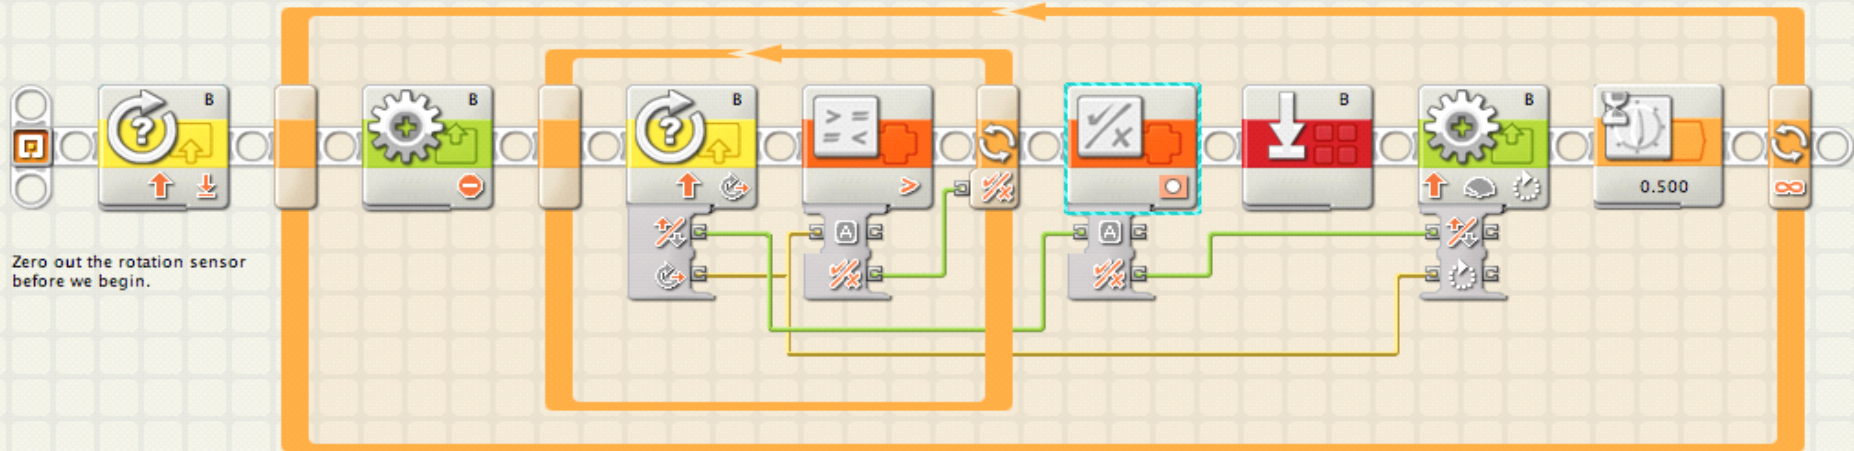 B
B
B
> =
= <
>
A
A
B
B
0.500
Zero out the rotation sensor
before we begin.